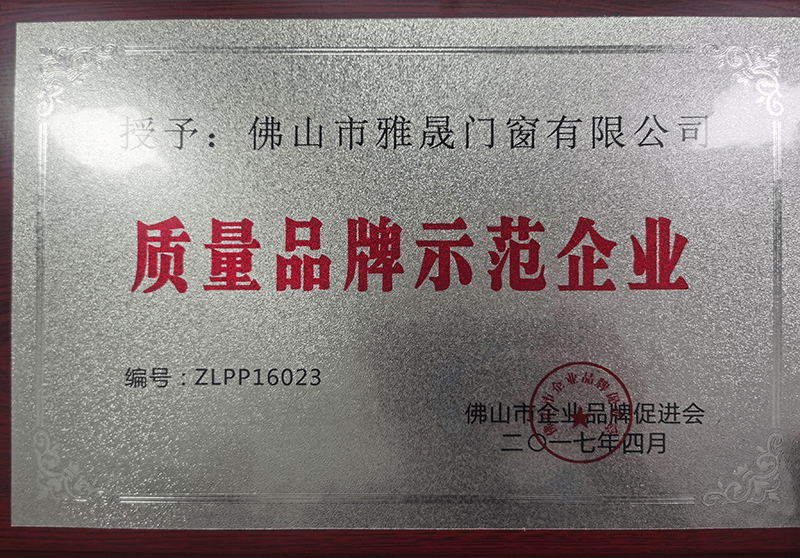 授予：佛山市雅晟门窗有限公司
质量品牌示范企业
编号：ZLPP16023
佛山市企业品牌促进会
二〇一七年四月